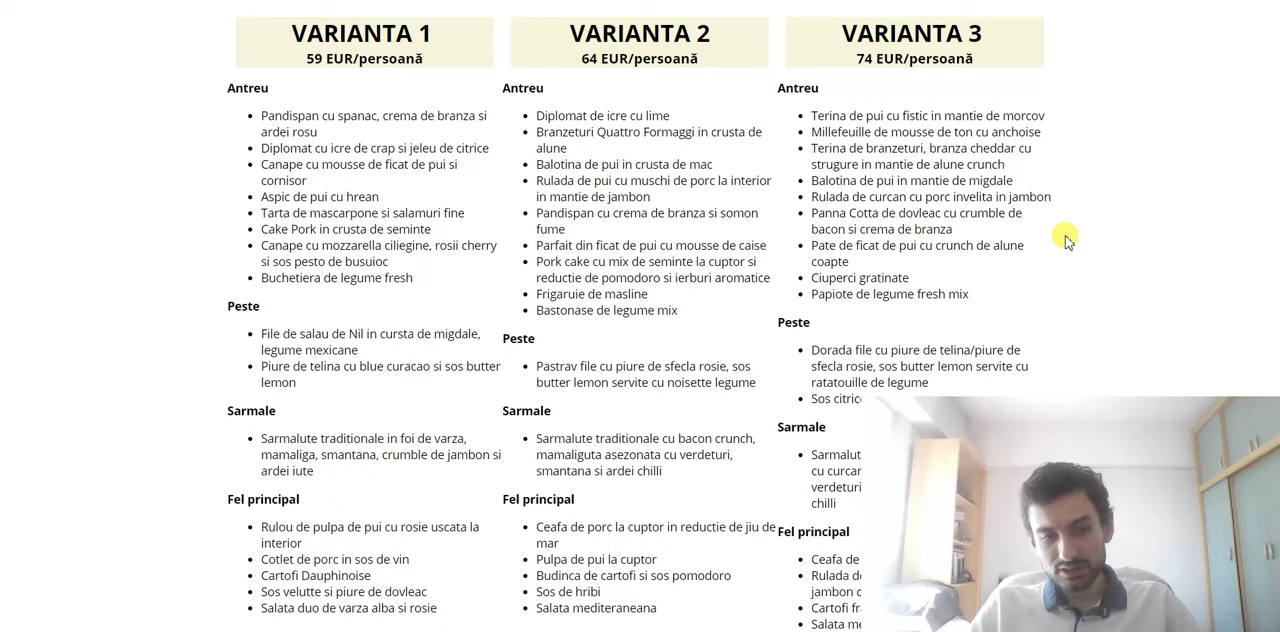 VARIANTA 1
59 EUR/persoană
Antreu
Pandispan cu spanac, crema de branza si
ardei rosu
Diplomat cu icre de crap si jeleu de citrice
Canape cu mousse de ficat de pui si
cornisor
Aspic de pui cu hrean
Tarta de mascarpone si salamuri fine
Cake Pork in crusta de seminte
Canape cu mozzarella ciliegine, rosii cherry
si sos pesto de busuioc
Buchetiera de legume fresh
Peste
File de salau de Nil in cursta de migdale,
legume mexicane
Piure de telina cu blue curacao si sos butter
lemon
Sarmale
Sarmalute traditionale in foi de varza,
mamaliga, smantana, crumble de jambon si
ardei iute
Fel principal
Rulou de pulpa de pui cu rosie uscata la
interior
Cotlet de porc in sos de vin
Cartofi Dauphinoise
Sos velutte si piure de dovleac
Salata duo de varza alba si rosie
VARIANTA 2
64 EUR/persoană
Antreu
Diplomat de icre cu lime
Branzeturi Quattro Formaggi in crusta de
alune
Balotina de pui in crusta de mac
Rulada de pui cu muschi de porc la interior
in mantie de jambon
Pandispan cu crema de branza si somon
fume
Parfait din ficat de pui cu mousse de caise
Pork cake cu mix de seminte la cuptor si
reductie de pomodoro si ierburi aromatice
Frigaruie de masline
Bastonase de legume mix
Peste
Pastrav file cu piure de sfecla rosie, sos
butter lemon servite cu noisette legume
Sarmale
Sarmalute traditionale cu bacon crunch,
mamaliguta asezonata cu verdeturi,
smantana si ardei chilli
Fel principal
Ceafa de porc la cuptor in reductie de jiu de
mar
Pulpa de pui la cuptor
Budinca de cartofi si sos pomodoro
Sos de hribi
Salata mediteraneana
VARIANTA 3
74 EUR/persoană
Antreu
Terina de pui cu fistic in mantie de morcov
Millefeuille de mousse de ton cu anchoise
Terina de branzeturi, branza cheddar cu
strugure in mantie de alune crunch
Balotina de pui in mantie de migdale
Rulada de curcan cu porc invelita in jambon
Panna Cotta de dovleac cu crumble de
bacon si crema de branza
Pate de ficat de pui cu crunch de alune
coapte
Ciuperci gratinate
Papiote de legume fresh mix
Peste
Dorada file cu piure de telina/piure de
sfecla rosie, sos butter lemon servite cu
ratatouille de legume
Sos citric
Sarmale
Sarmalut
cu curcar
verdeturi
chilli
Fel principal
Ceafa de
Rulada de
jambon c
Cartofi fr
Salata me